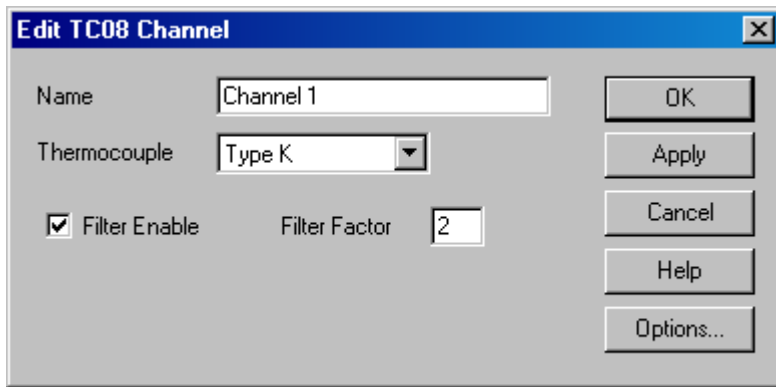 Edit TC08 Channel
Name
Channel 1
OK
Thermocouple
Type K
Apply
Filter Enable
Filter Factor
2
Cancel
Help
Options...